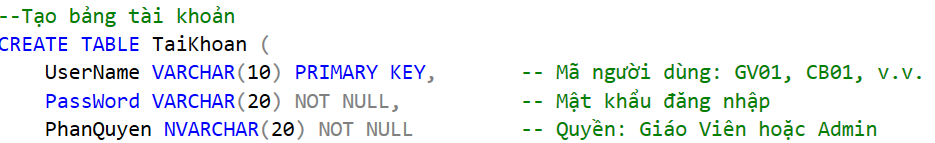 --Tạo bảng tài khoản
CREATE TABLE TaiKhoan (
    UserName VARCHAR(10) PRIMARY KEY,       -- Mã người dùng: GV01, CB01, v.v.
    PassWord VARCHAR(20) NOT NULL,          -- Mật khẩu đăng nhập
    PhanQuyen NVARCHAR(20) NOT NULL         -- Quyền: Giáo Viên hoặc Admin